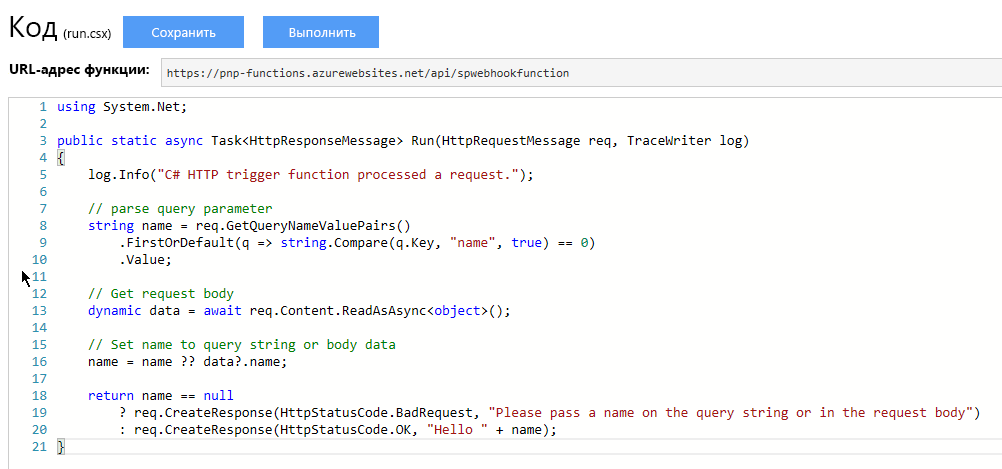 Код (run.csx) Сохранить Выполнить
URL-адрес функции: https://pnp-functions.azurewebsites.net/api/spwebhookfunction
1 using System.Net;
2
3 public static async Task<HttpResponseMessage> Run(HttpRequestMessage req, TraceWriter log)
4 {
5     log.Info("C# HTTP trigger function processed a request.");
6
7     // parse query parameter
8     string name = req.GetQueryNameValuePairs()
9         .FirstOrDefault(q => string.Compare(q.Key, "name", true) == 0)
10         .Value;
11
12     // Get request body
13     dynamic data = await req.Content.ReadAsAsync<object>();
14
15     // Set name to query string or body data
16     name = name ?? data?.name;
17
18     return name == null
19         ? req.CreateResponse(HttpStatusCode.BadRequest, "Please pass a name on the query string or in the request body")
20         : req.CreateResponse(HttpStatusCode.OK, "Hello " + name);
21 }